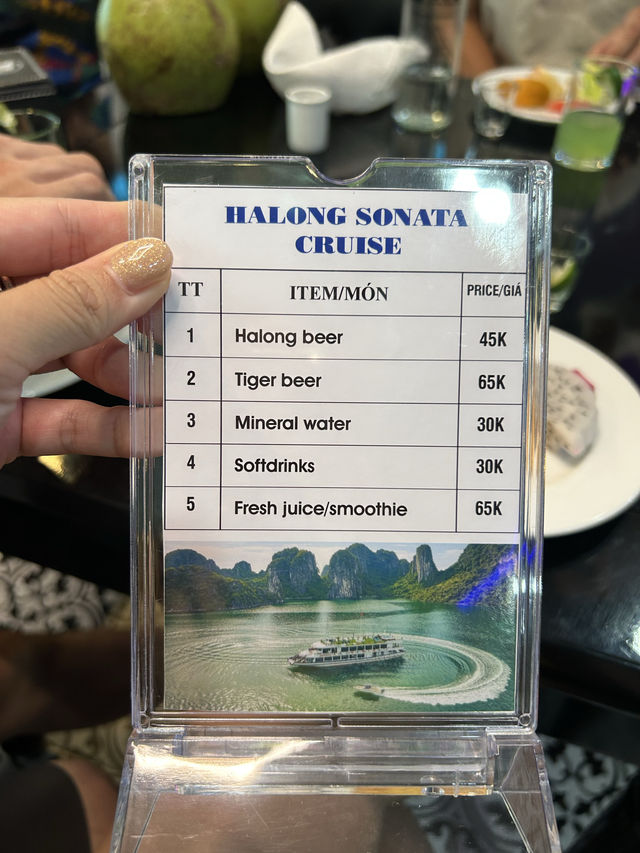 HALONG SONATA
CRUISE
TT ITEM/MÓN PRICE/GIÁ
1 Halong beer 45K
2 Tiger beer 65K
3 Mineral water 30K
4 Softdrinks 30K
5 Fresh juice/smoothie 65K